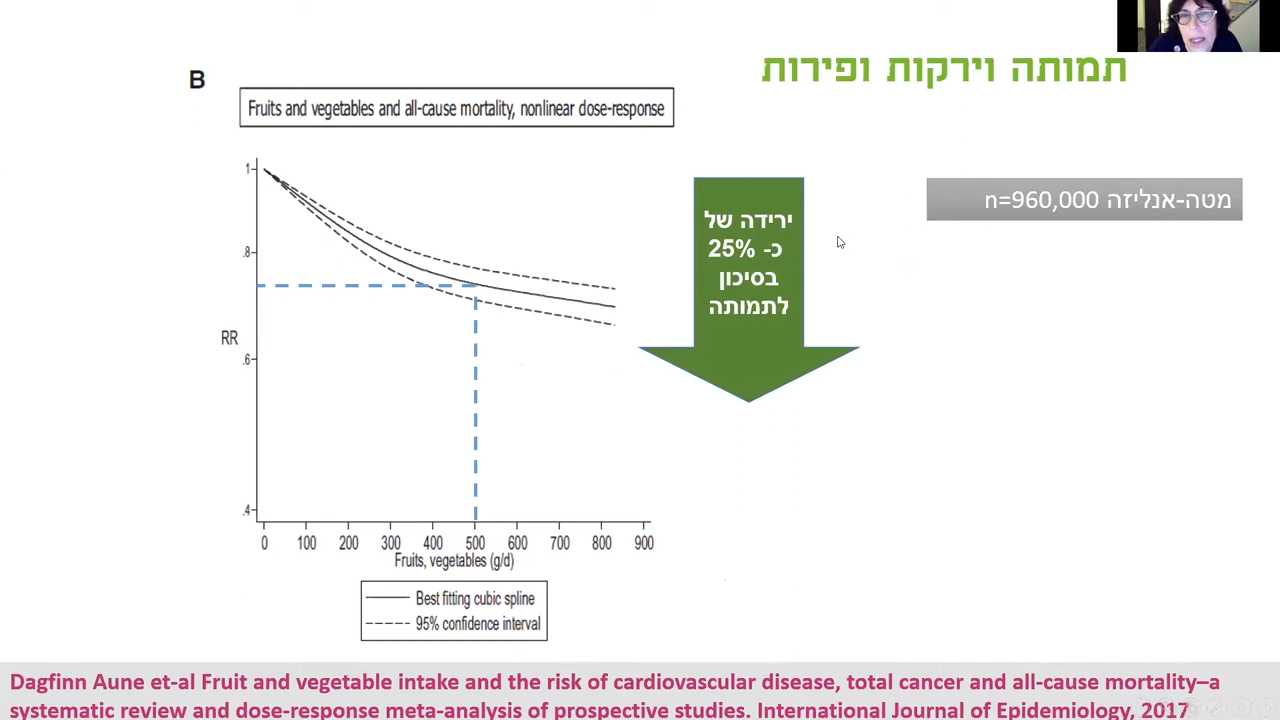 תמותה וירקות ופירות
מטה-אנליזה n=960,000
B
Fruits and vegetables and all-cause mortality, nonlinear dose-response
1
.8
.6
.4
RR
0 100 200 300 400 500 600 700 800 900
Fruits, vegetables (g/d)
Best fitting cubic spline
95% confidence interval
ירידה של
כ- 25%
בסיכון
לתמותה
Dagfinn Aune et-al Fruit and vegetable intake and the risk of cardiovascular disease, total cancer and all-cause mortality–a
systematic review and dose-response meta-analysis of prospective studies. International Journal of Epidemiology, 2017